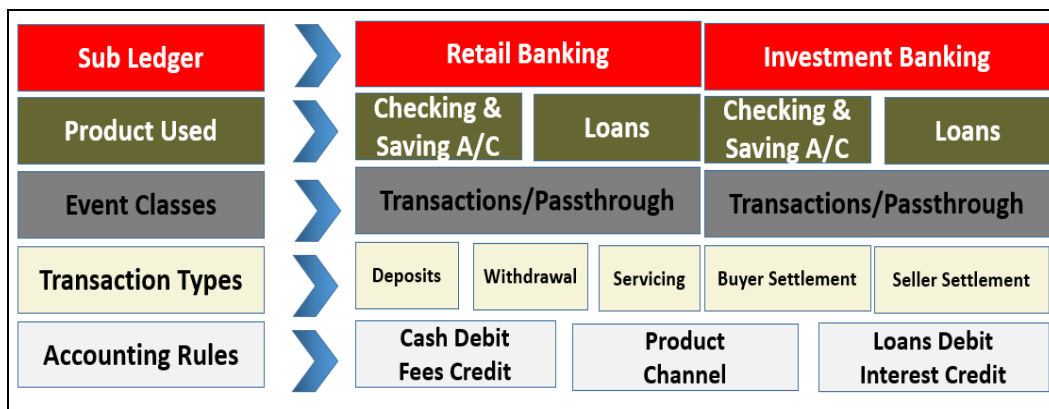 Sub Ledger
Retail Banking
Investment Banking
Product Used
Checking &
Saving A/C
Loans
Checking &
Saving A/C
Loans
Event Classes
Transactions/Passthrough
Transactions/Passthrough
Transaction Types
Deposits
Withdrawal
Servicing
Buyer Settlement
Seller Settlement
Accounting Rules
Cash Debit
Fees Credit
Product
Channel
Loans Debit
Interest Credit